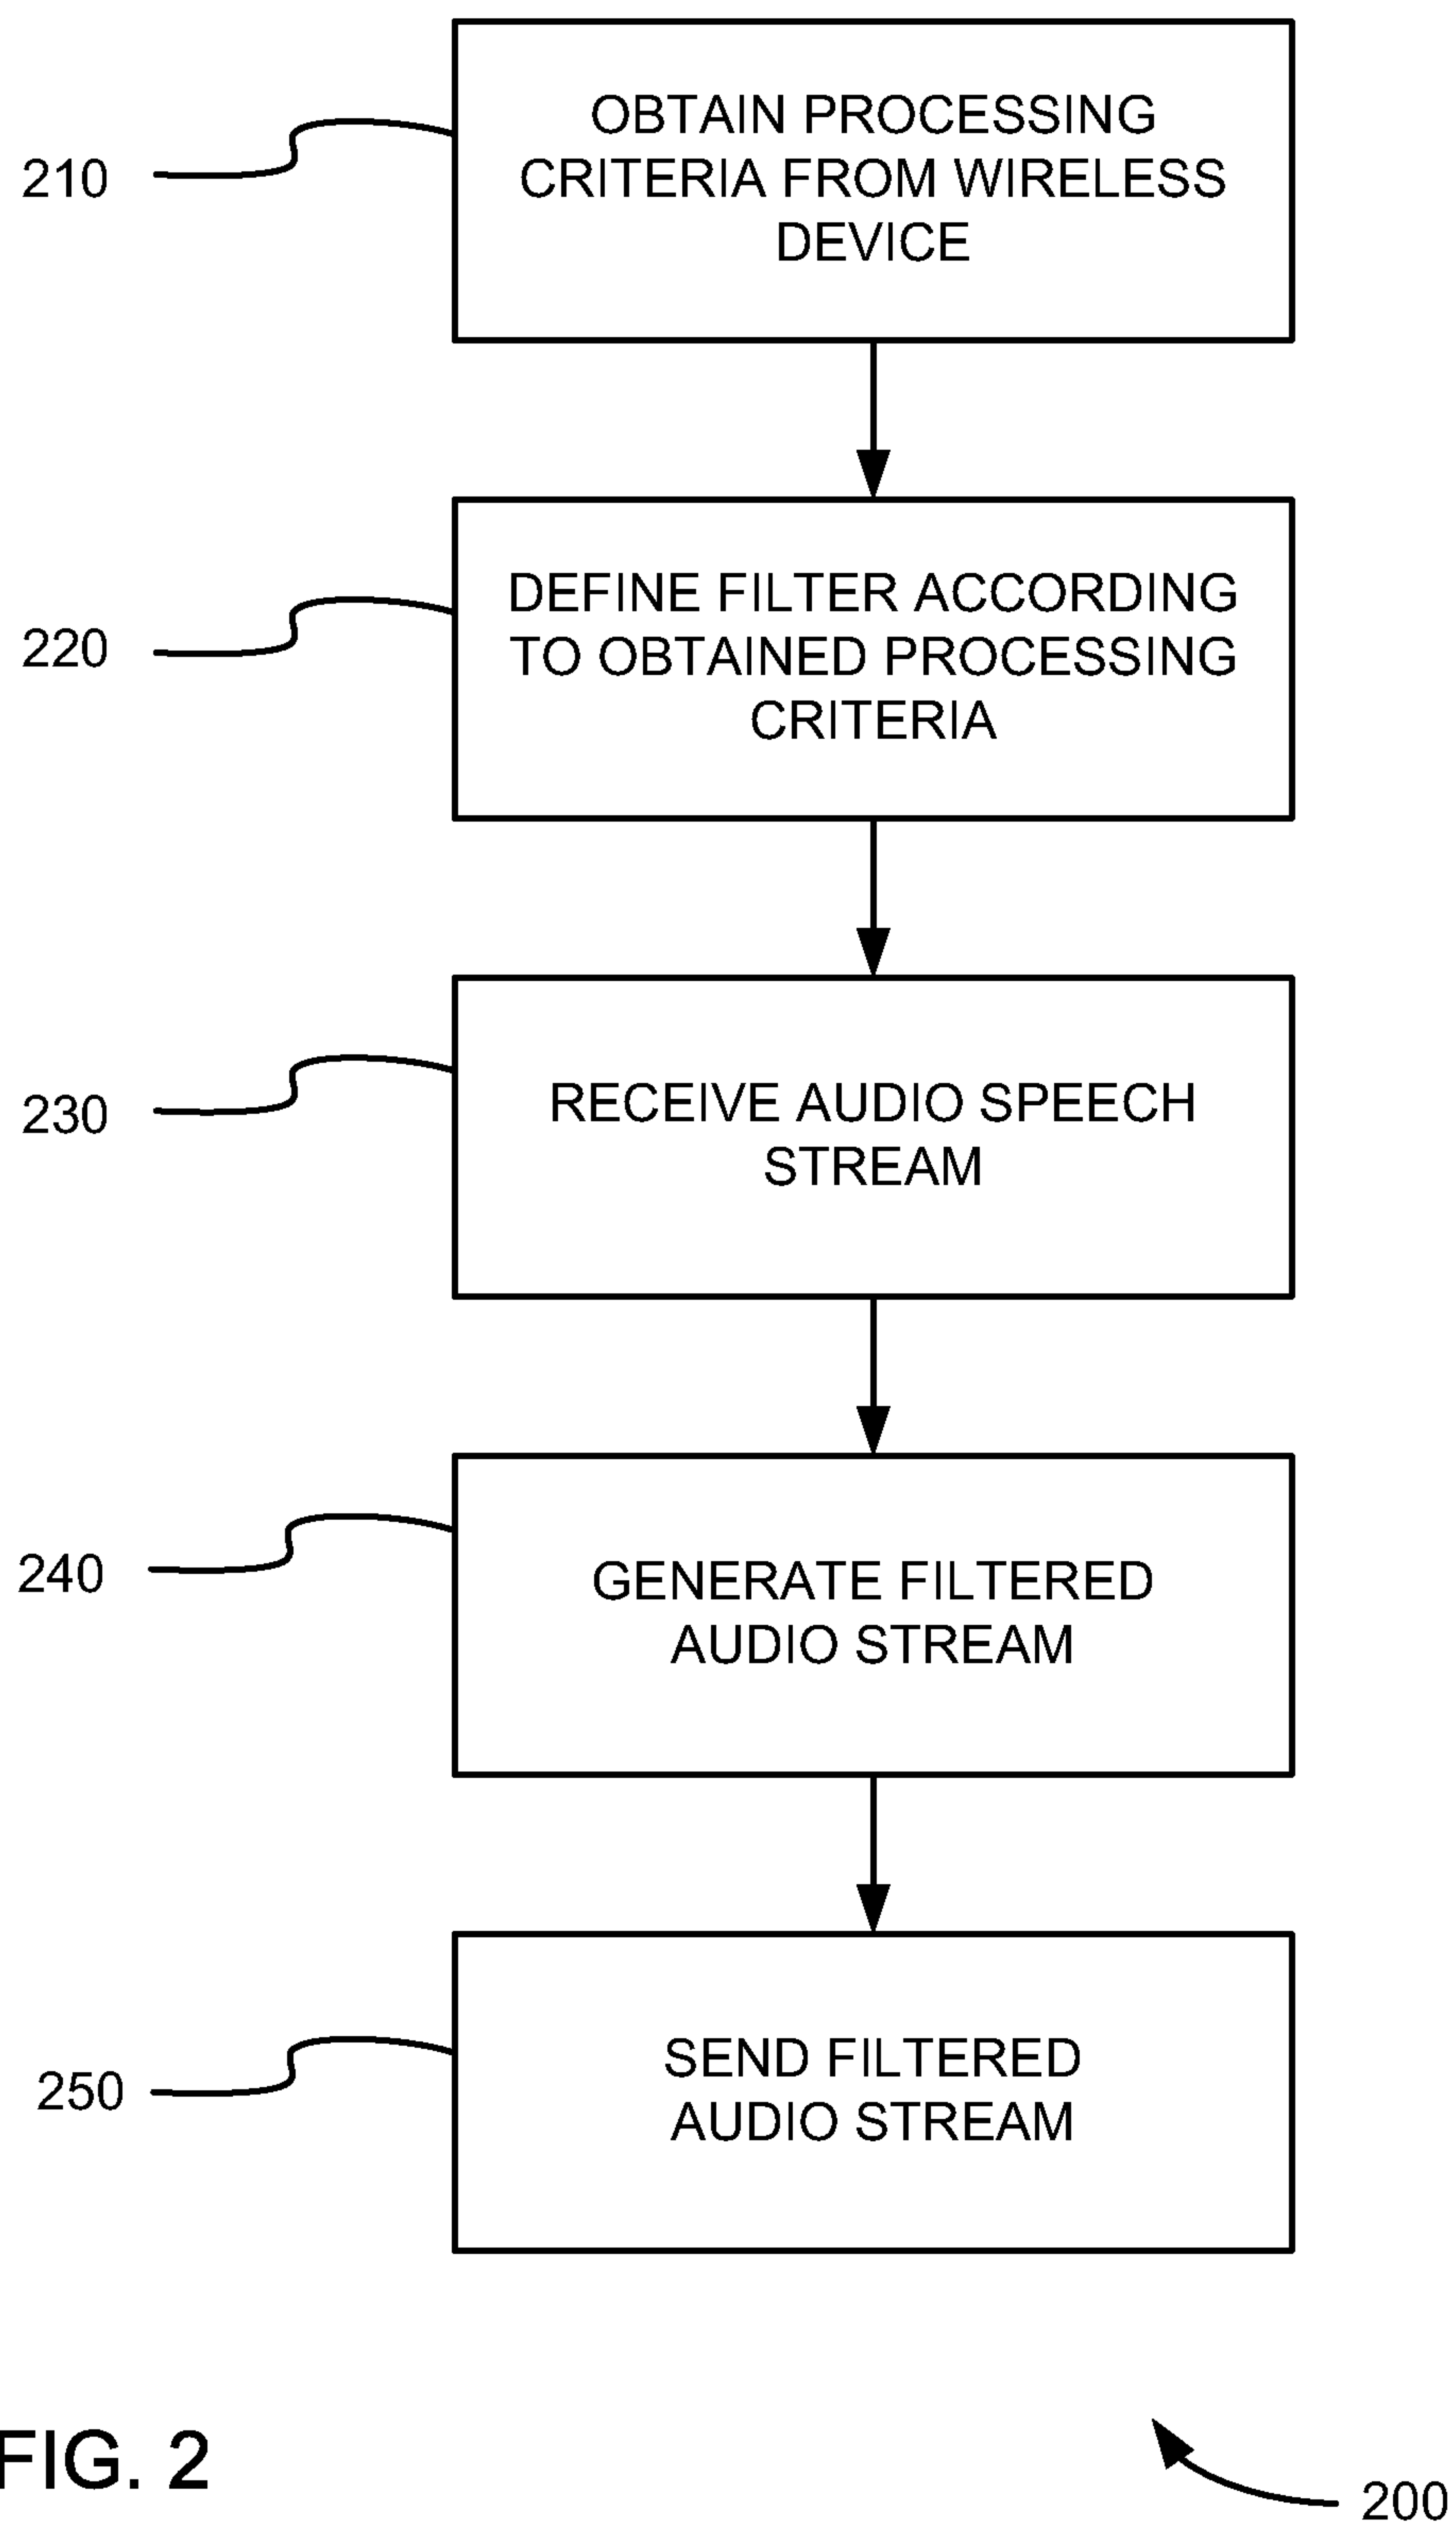 210
OBTAIN PROCESSING
CRITERIA FROM WIRELESS
DEVICE
220
DEFINE FILTER ACCORDING
TO OBTAINED PROCESSING
CRITERIA
230
RECEIVE AUDIO SPEECH
STREAM
240
GENERATE FILTERED
AUDIO STREAM
250
SEND FILTERED
AUDIO STREAM
FIG. 2
200